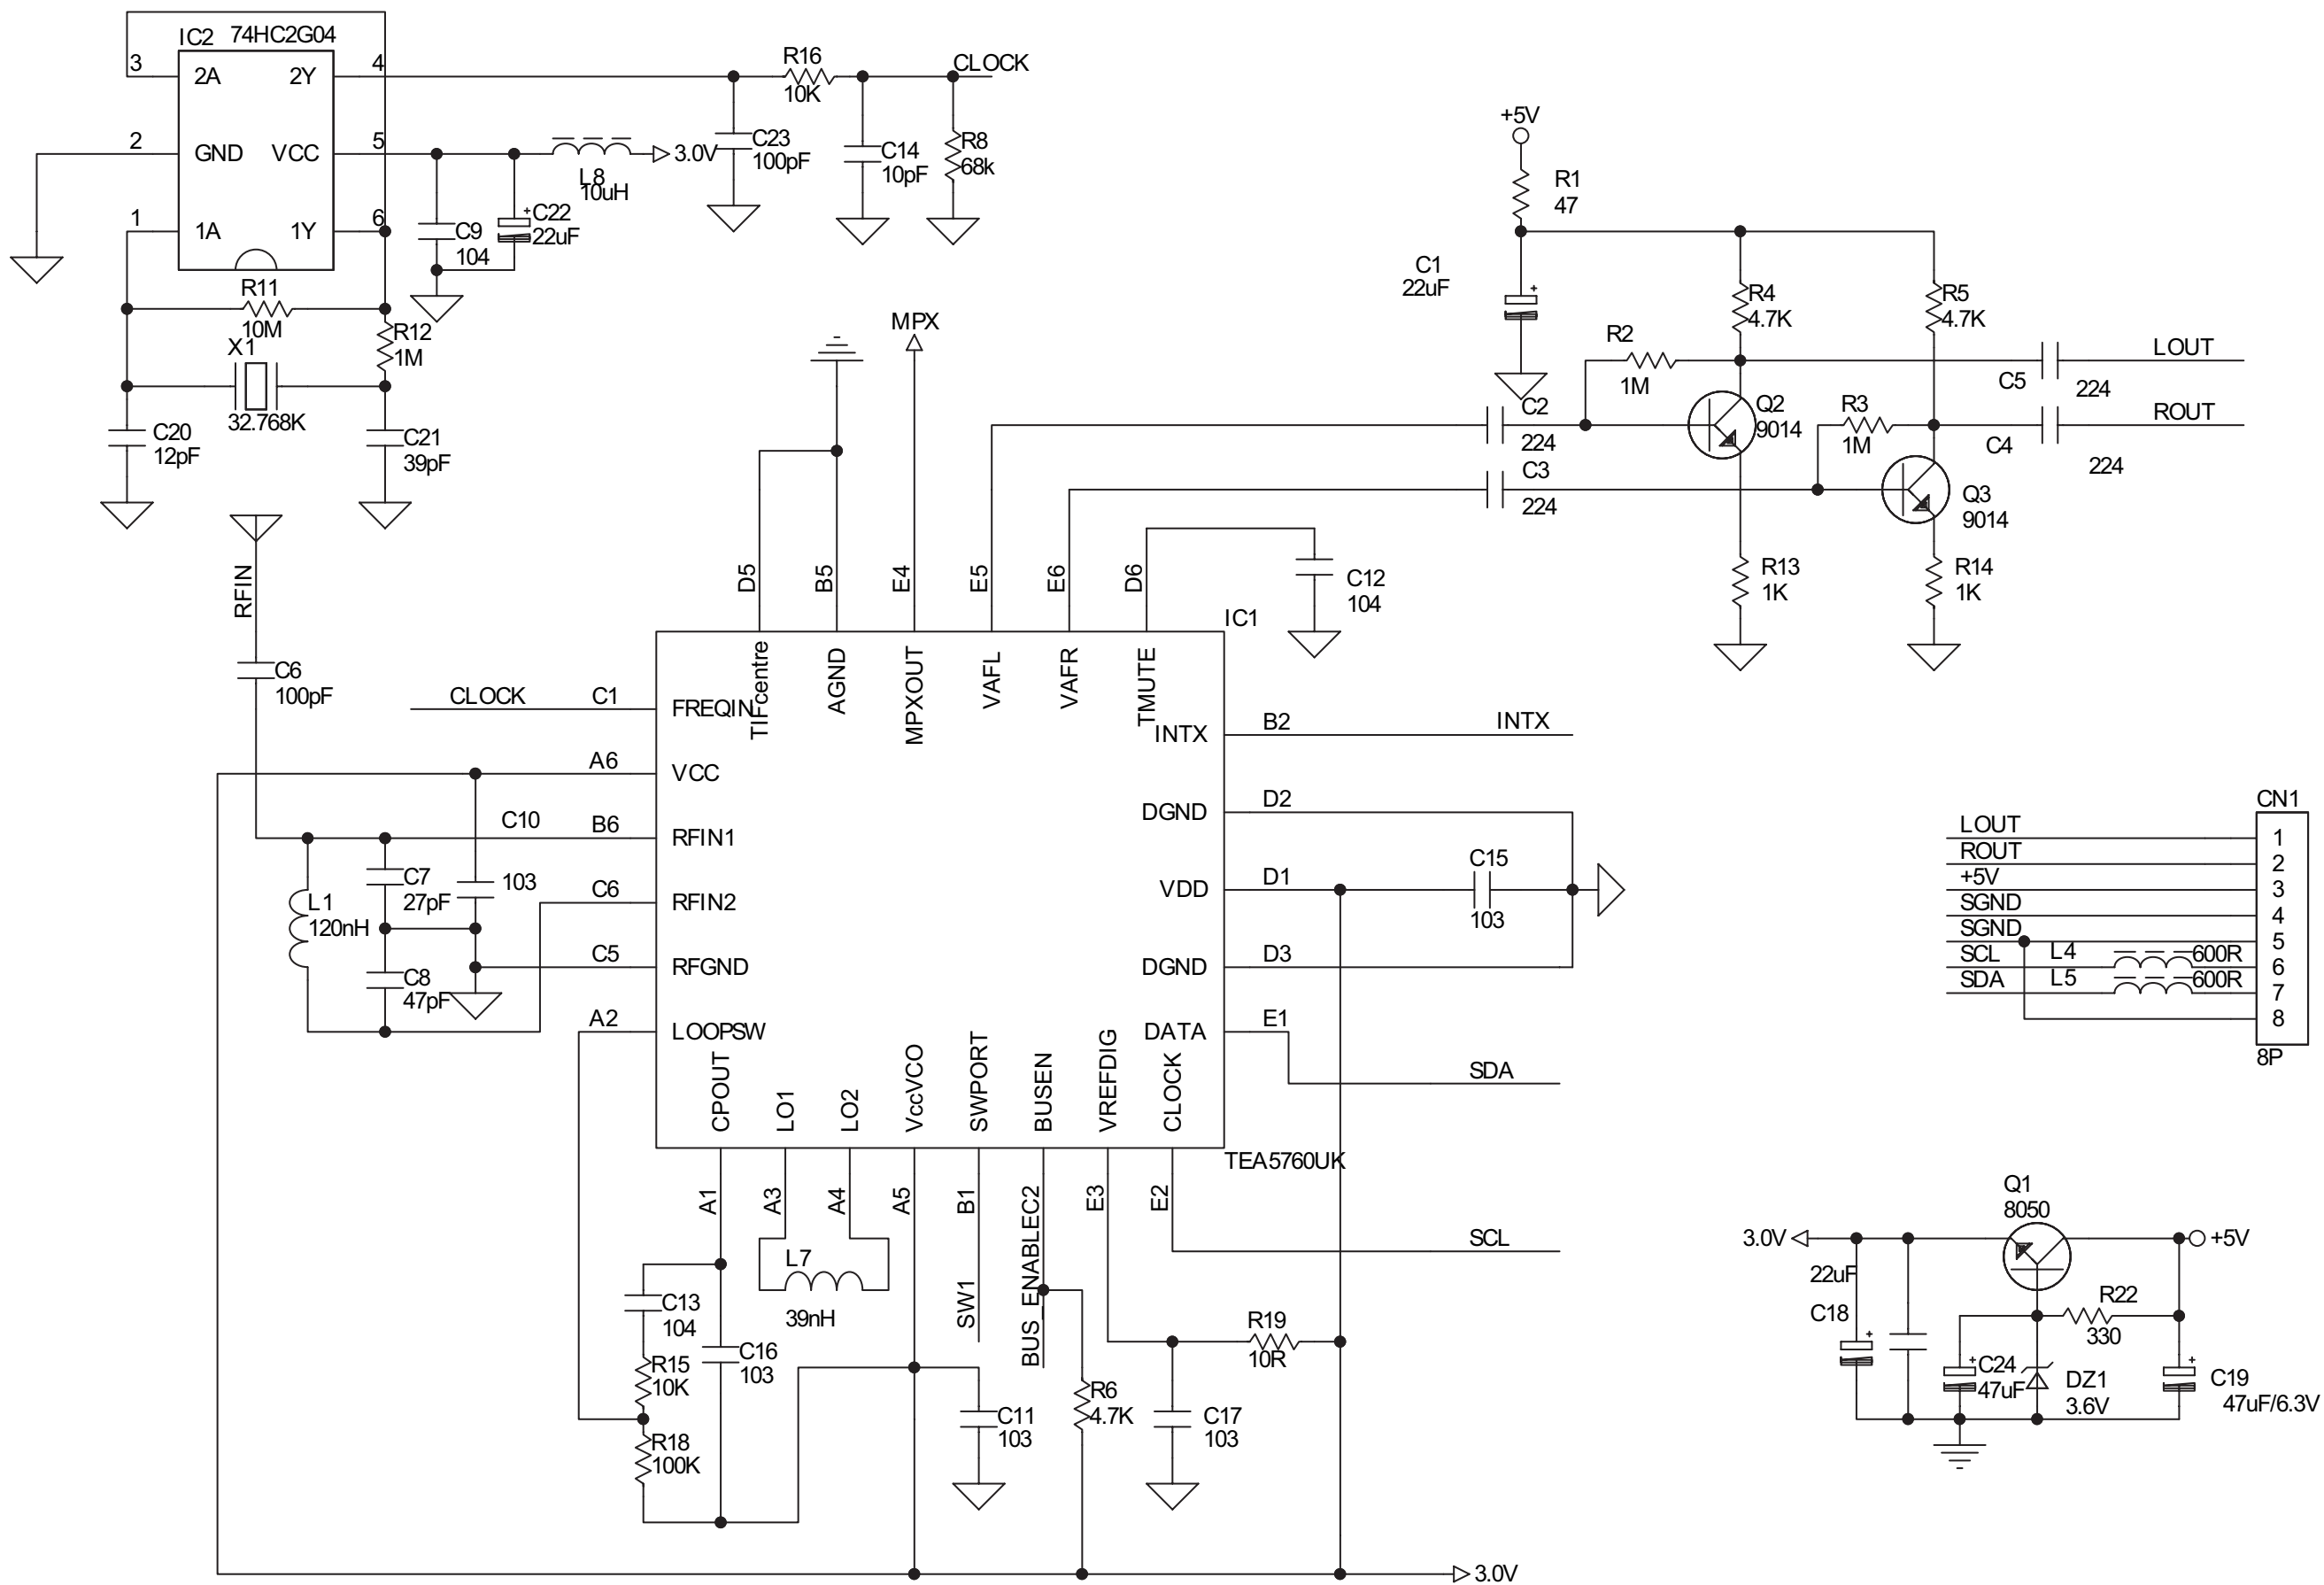 IC2 74HC2G04
3 2A 2Y 4
2 GND VCC 5
1 1A 1Y 6
R16
10K
CLOCK
C23
100pF
C14
10pF
R8
68k
L8
10uH
3.0V
C9
104
C22
22uF
+
R11
10M
R12
1M
X1
32.768K
C20
12pF
C21
39pF
+5V
R1
47
C1
22uF
+
R4
4.7K
R5
4.7K
R2
1M
R3
1M
C2
224
C3
224
Q2
9014
Q3
9014
C5
224
LOUT
C4
224
ROUT
R13
1K
R14
1K
MPX
RFIN
C6
100pF
D5
B5
E4
E5
E6
D6
C12
104
IC1
TIFcentre
AGND
MPXOUT
VAFL
VAFR
TMUTE
CLOCK C1 FREQIN
A6 VCC
C10 B6 RFIN1
C6 RFIN2
C5 RFGND
A2 LOOPSW
103
C7
27pF
C8
47pF
L1
120nH
INTX B2 INTX
DGND D2
VDD D1
DGND D3
DATA E1
C15
103
SDA
CPOUT
LO1
LO2
VccVCO
SWPORT
BUSEN
VREFDIG
CLOCK
TEA5760UK
A1
A3
A4
A5
B1
BUS_ENABLEC2
E3
E2
SCL
SW1
L7
39nH
C13
104
R15
10K
R18
100K
C16
103
C11
103
R6
4.7K
C17
103
R19
10R
3.0V
CN1
LOUT 1
ROUT 2
+5V 3
SGND 4
SGND 5
SCL L4 600R 6
SDA L5 600R 7
8
8P
Q1
8050
3.0V
+5V
22uF
C18
+
R22
330
+
C24
47uF
DZ1
3.6V
+
C19
47uF/6.3V